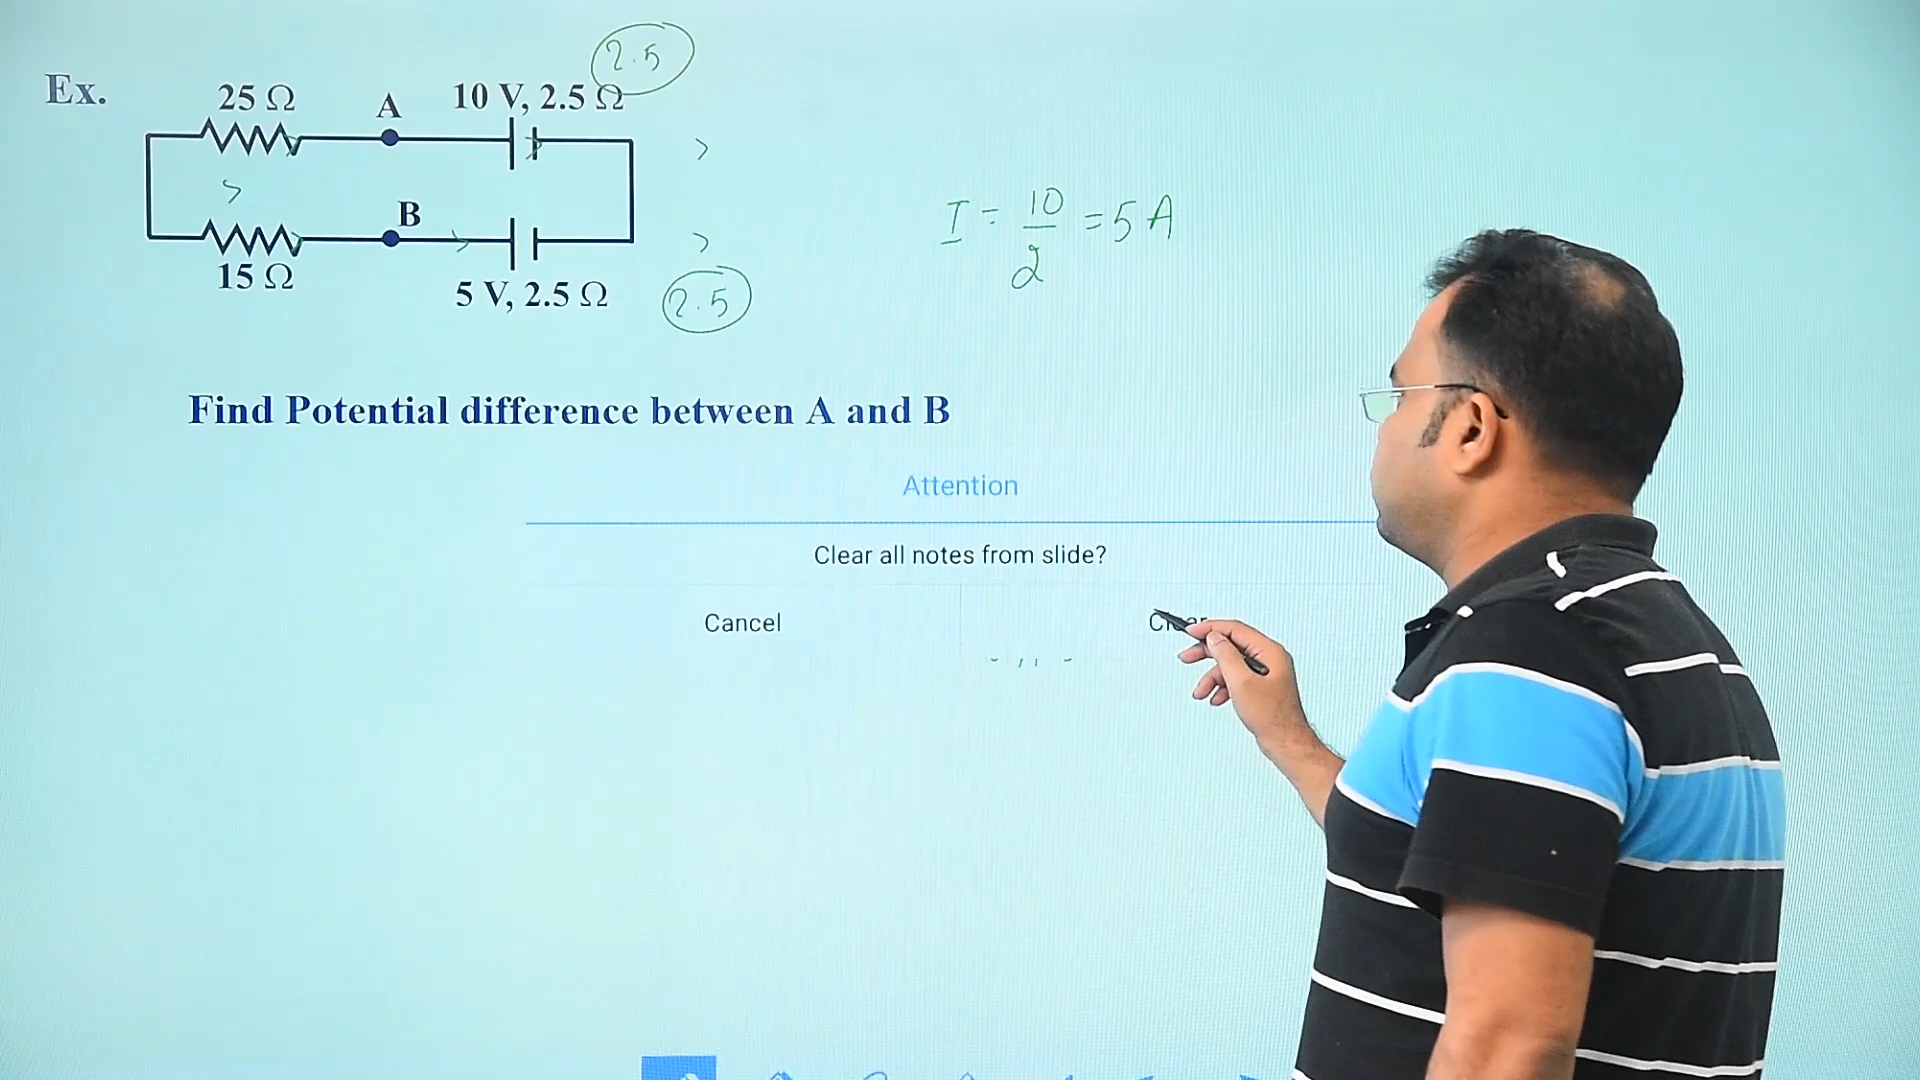 2.5
Ex.
25 Ω
A
10 V, 2.5 Ω
>
>
B
>
>
I = 10/2 = 5 A
15 Ω
5 V, 2.5 Ω
2.5
Find Potential difference between A and B
Attention
Clear all notes from slide?
Cancel
Clear